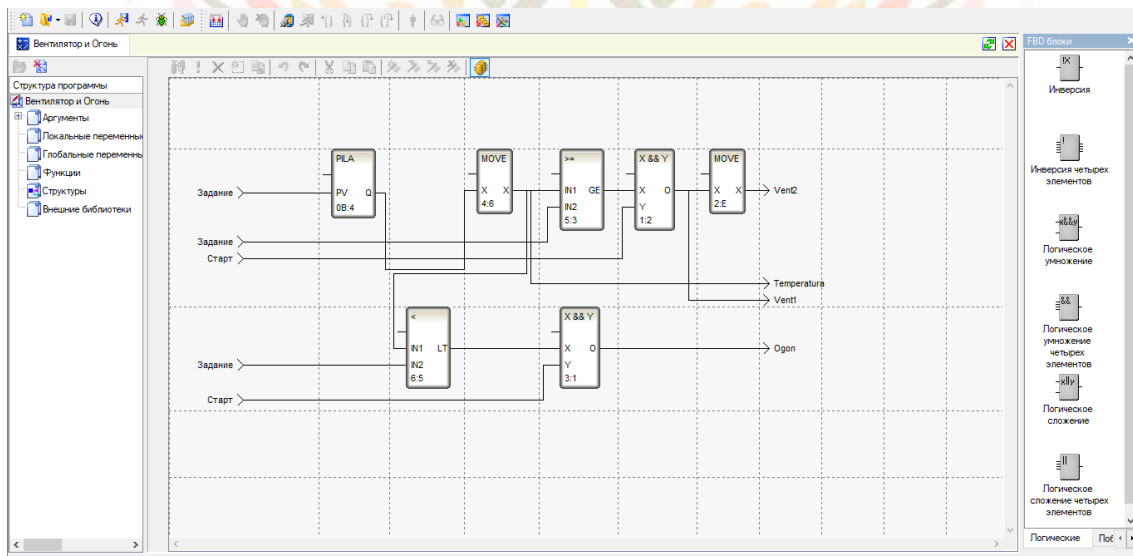 Вентилятор и Огонь
FBD блоки
Структура программы
Вентилятор и Огонь
Аргументы
Локальные переменны
Глобальные переменнь
Функции
Структуры
Внешние библиотеки
PILA
PV Q
0B:4
MOVE
X X
4:6
>=
IN1 GE
IN2
5:3
X && Y
X O
Y
1:2
MOVE
X X
2:E
Задание
Задание
Старт
Vent2
Temperatura
Vent1
<
IN1 LT
IN2
6:5
X && Y
X O
Y
3:1
Задание
Старт
Ogon
!X
Инверсия
!
Инверсия четырех
элементов
x&&y
Логическое
умножение
&&
Логическое
умножение
четырех
элементов
x||y
Логическое
сложение
||
Логическое
сложение четырех
элементов
Логические
Поб